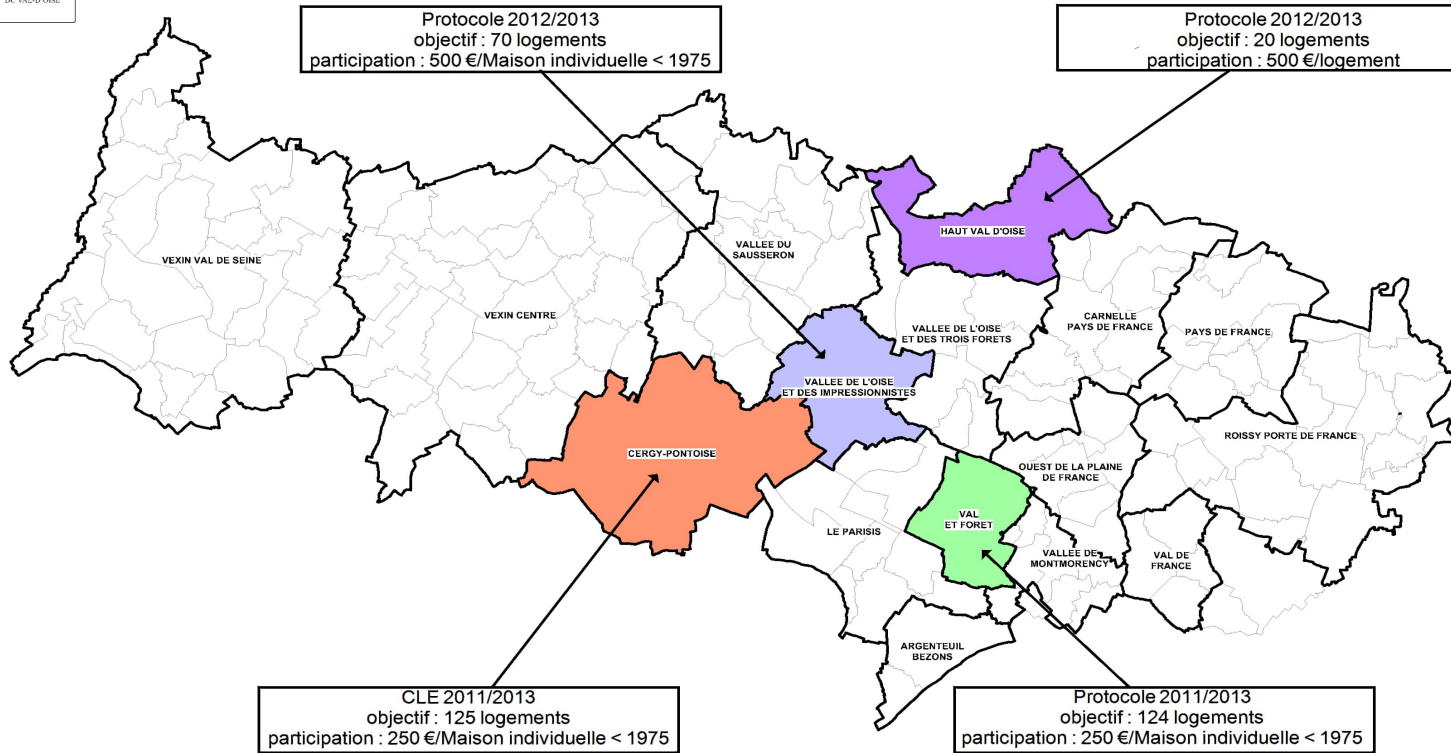 DU VAL-D'OISE
Protocole 2012/2013
objectif : 70 logements
participation : 500 €/Maison individuelle < 1975
Protocole 2012/2013
objectif : 20 logements
participation : 500 €/logement
HAUT VAL D'OISE
VALLEE DU
SAUSSERON
VEXIN VAL DE SEINE
VEXIN CENTRE
VALLEE DE L'OISE
ET DES TROIS FORETS
CARNELLE
PAYS DE FRANCE
PAYS DE FRANCE
VALLEE DE L'OISE
ET DES IMPRESSIONNISTES
ROISSY PORTE DE FRANCE
CERGY-PONTOISE
OUEST DE LA PLAINE
DE FRANCE
VAL
ET FORET
LE PARISIS
VALLEE DE
MONTMORENCY
VAL DE
FRANCE
ARGENTEUIL
BEZONS
CLE 2011/2013
objectif : 125 logements
participation : 250 €/Maison individuelle < 1975
Protocole 2011/2013
objectif : 124 logements
participation : 250 €/Maison individuelle < 1975